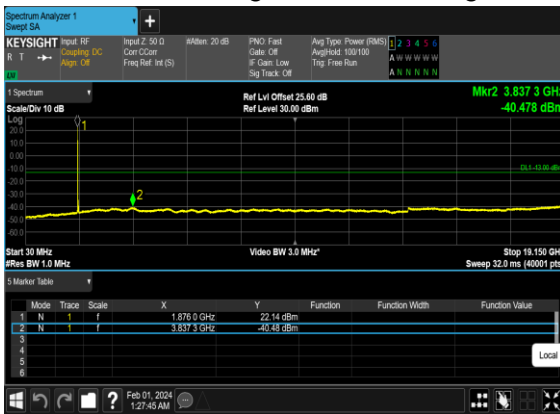 Spectrum Analyzer 1
Swept SA
KEYSIGHT
R T
LV
Input: RF
Coupling: DC
Align: Off
Input Z: 50 Ω
Corr CCorr
Freq Ref: Int (S)
#Atten: 20 dB
PNO: Fast
Gate: Off
IF Gain: Low
Sig Track: Off
Avg Type: Power (RMS)
Avg|Hold: 100/100
Trig: Free Run
1 2 3 4 5 6
A W W W W W
A N N N N N
1 Spectrum
Scale/Div 10 dB
Ref Lvl Offset 25.60 dB
Ref Level 30.00 dBm
Mkr2 3.837 3 GHz
-40.478 dBm
Log
20.0
10.0
0.00
-10.0
-20.0
-30.0
-40.0
-50.0
-60.0
1
2
DL1 -13.00 dBm
Start 30 MHz
#Res BW 1.0 MHz
Video BW 3.0 MHz*
Stop 19.150 GH
Sweep 32.0 ms (40001 pts
5 Marker Table
Mode Trace Scale X Y Function Function Width Function Value
1 N 1 f 1.876 0 GHz 22.14 dBm
2 N 1 f 3.837 3 GHz -40.48 dBm
3
4
5
6
Local
?
Feb 01, 2024
1:27:45 AM